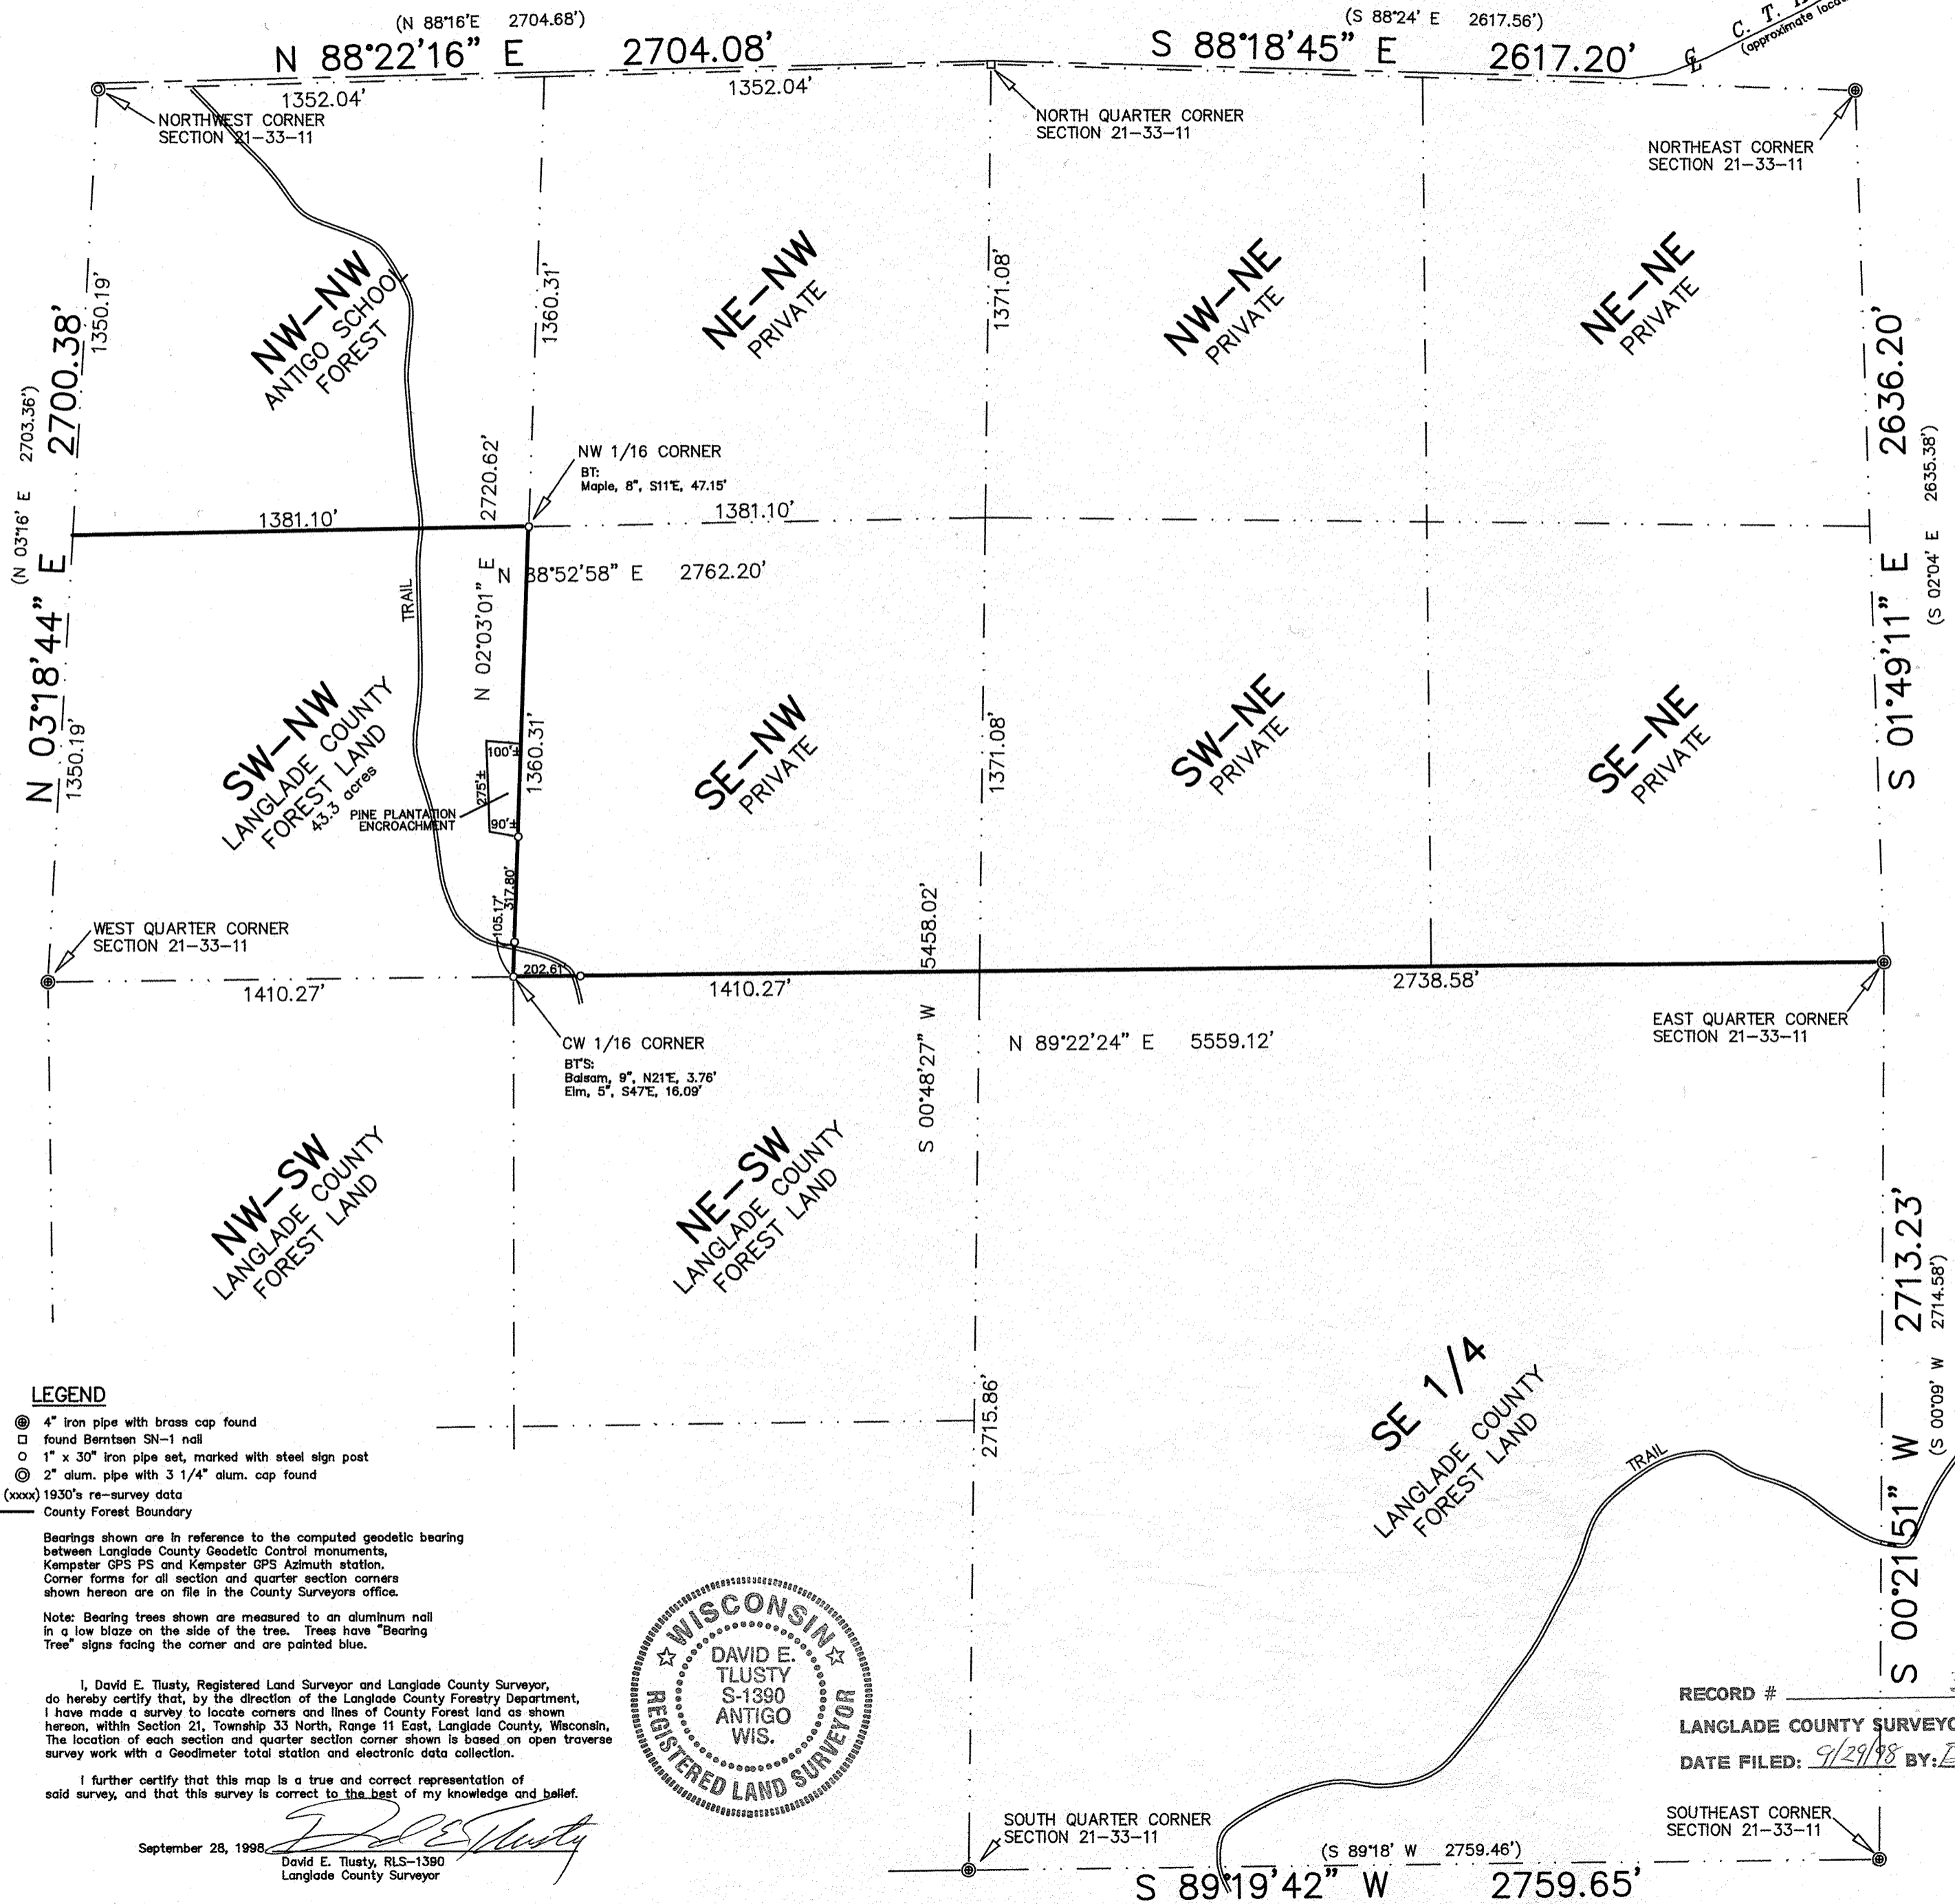 (N 88°16'E 2704.68')
(S 88°24' E 2617.56')
C. T.
(approximate
N 88°22'16" E 2704.08'
S 88°18'45" E 2617.20'
1352.04'
1352.04'
NORTHWEST CORNER
SECTION 21-33-11
NORTH QUARTER CORNER
SECTION 21-33-11
NORTHEAST CORNER
SECTION 21-33-11
NW-NW
ANTIGO SCHOOL
FOREST
NE-NW
PRIVATE
NW-NE
PRIVATE
NE-NE
PRIVATE
1350.19'
1360.31'
1371.08'
N 03°18'44" E 2700.38'
(N 03°16' E 2703.36')
S 01°49'11" E 2636.20'
(S 02°04' E 2635.38')
NW 1/16 CORNER
BT:
Maple, 8", S11°E, 47.15'
1381.10'
1381.10'
N 02°03'01" E 2720.62'
N 88°52'58" E 2762.20'
TRAIL
SW-NW
LANGLADE COUNTY
FOREST LAND
43.3 acres
SE-NW
PRIVATE
SW-NE
PRIVATE
SE-NE
PRIVATE
1350.19'
1360.31'
1371.08'
100'±
275'±
90'±
PINE PLANTATION
ENCROACHMENT
317.80'
105.17'
202.61'
WEST QUARTER CORNER
SECTION 21-33-11
1410.27'
1410.27'
2738.58'
S 00°48'27" W 5458.02'
N 89°22'24" E 5559.12'
EAST QUARTER CORNER
SECTION 21-33-11
CW 1/16 CORNER
BT'S:
Balsam, 9", N21°E, 3.76'
Elm, 5", S47°E, 16.09'
NW-SW
LANGLADE COUNTY
FOREST LAND
NE-SW
LANGLADE COUNTY
FOREST LAND
SE 1/4
LANGLADE COUNTY
FOREST LAND
2715.86'
TRAIL
S 00°21'51" W 2713.23'
(S 00°09' W 2714.58')
LEGEND
4" iron pipe with brass cap found
found Berntsen SN-1 nail
1" x 30" iron pipe set, marked with steel sign post
2" alum. pipe with 3 1/4" alum. cap found
(xxxx) 1930's re-survey data
County Forest Boundary
Bearings shown are in reference to the computed geodetic bearing
between Langlade County Geodetic Control monuments,
Kempster GPS PS and Kempster GPS Azimuth station.
Corner forms for all section and quarter section corners
shown hereon are on file in the County Surveyors office.
Note: Bearing trees shown are measured to an aluminum nail
in a low blaze on the side of the tree. Trees have "Bearing
Tree" signs facing the corner and are painted blue.
I, David E. Tlusty, Registered Land Surveyor and Langlade County Surveyor,
do hereby certify that, by the direction of the Langlade County Forestry Department,
I have made a survey to locate corners and lines of County Forest land as shown
hereon, within Section 21, Township 33 North, Range 11 East, Langlade County, Wisconsin,
The location of each section and quarter section corner shown is based on open traverse
survey work with a Geodimeter total station and electronic data collection.
I further certify that this map is a true and correct representation of
said survey, and that this survey is correct to the best of my knowledge and belief.
September 28, 1998
David E. Tlusty
David E. Tlusty, RLS-1390
Langlade County Surveyor
WISCONSIN
DAVID E.
TLUSTY
S-1390
ANTIGO
WIS.
REGISTERED LAND SURVEYOR
RECORD #
LANGLADE COUNTY SURVEYO
DATE FILED: 9/29/98 BY:
SOUTH QUARTER CORNER
SECTION 21-33-11
SOUTHEAST CORNER
SECTION 21-33-11
(S 89°18' W 2759.46')
S 89°19'42" W 2759.65'